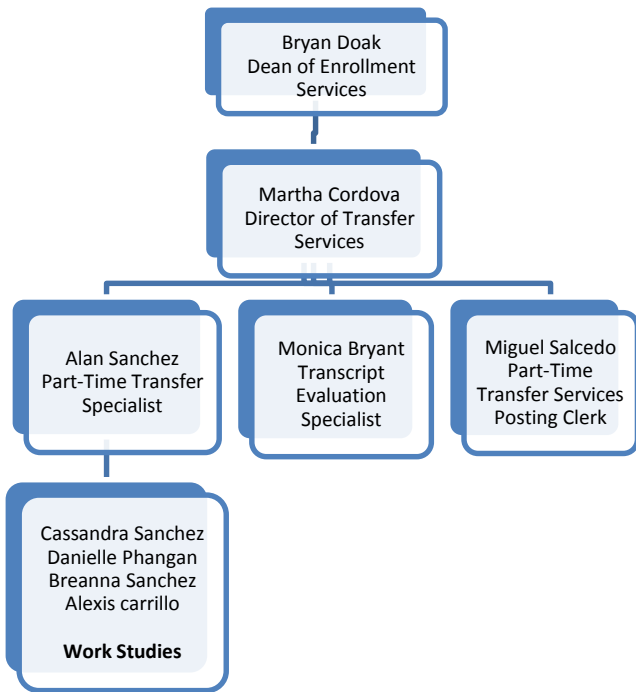 Bryan Doak
Dean of Enrollment
Services
Martha Cordova
Director of Transfer
Services
Alan Sanchez
Part-Time Transfer
Specialist
Monica Bryant
Transcript
Evaluation
Specialist
Miguel Salcedo
Part-Time
Transfer Services
Posting Clerk
Cassandra Sanchez
Danielle Phangan
Breanna Sanchez
Alexis carrillo
Work Studies